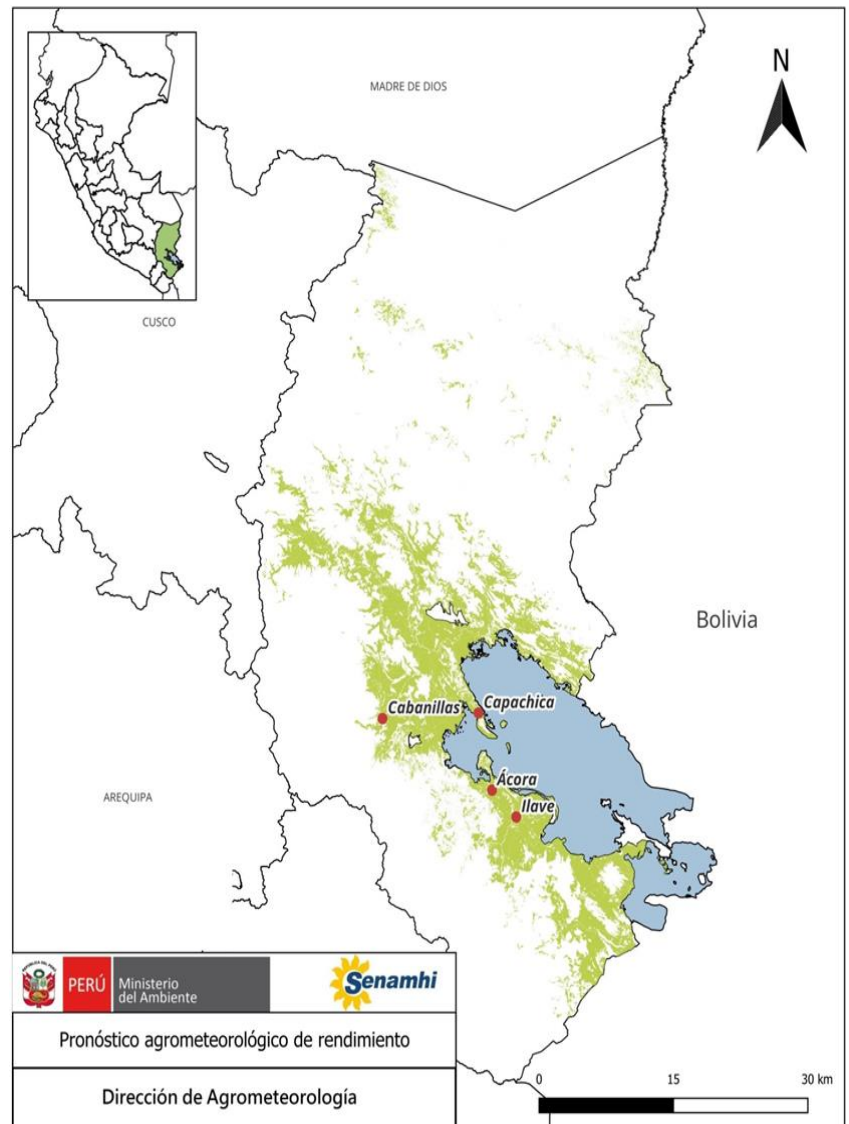 MADRE DE DIOS
N
CUSCO
Bolivia
Cabanillas
Capachica
Ácora
Ilave
AREQUIPA
PERÚ
Ministerio
del Ambiente
Senamhi
Pronóstico agrometeorológico de rendimiento
Dirección de Agrometeorología
0 15 30 km